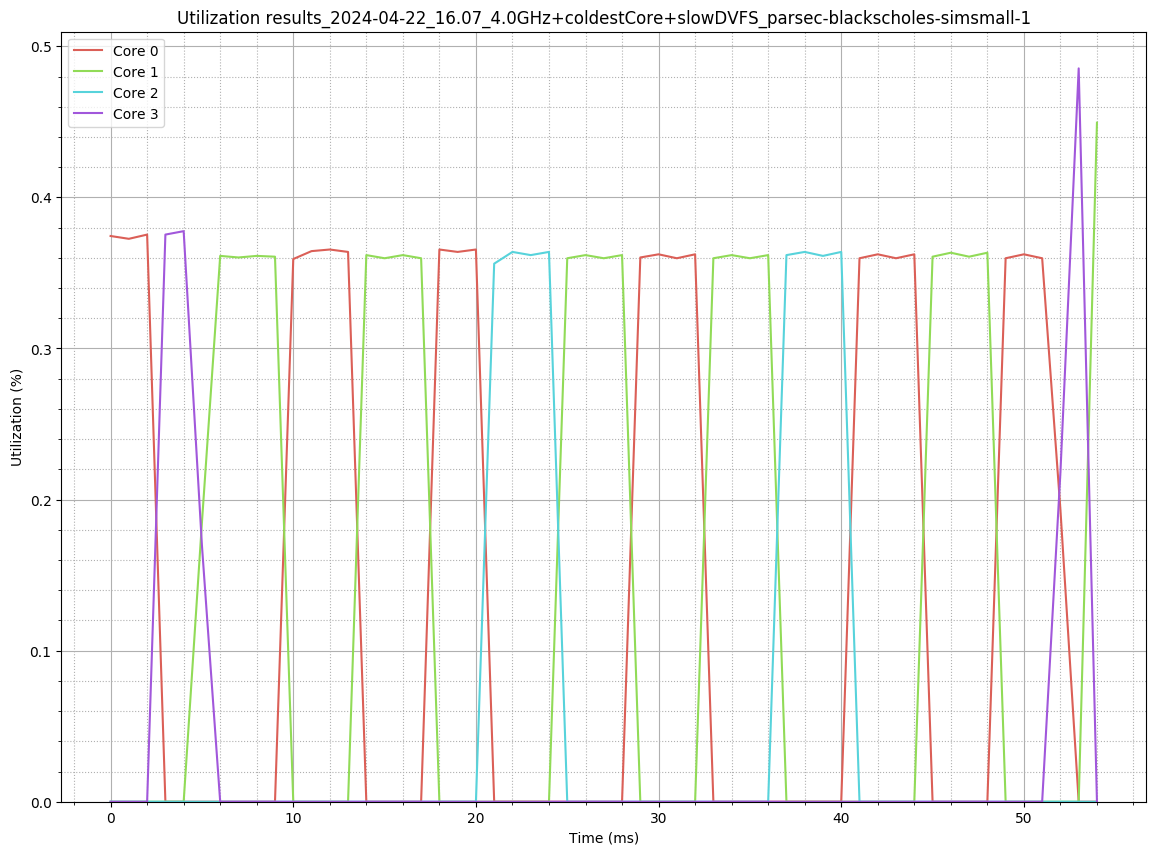 Utilization results_2024-04-22_16.07_4.0GHz+coldestCore+slowDVFS_parsec-blackscholes-simsmall-1
Core 0
Core 1
Core 2
Core 3
0.5
0.4
0.3
0.2
0.1
0.0
Utilization (%)
0 10 20 30 40 50
Time (ms)